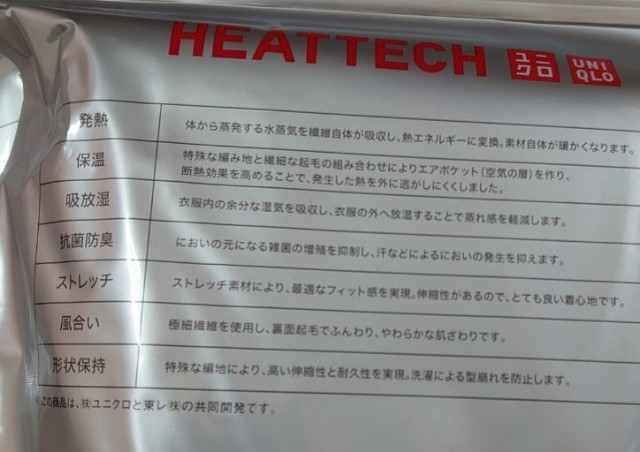 HEATTECH ユニクロ UNIQLO
発熱 体から蒸発する水蒸気を繊維自体が吸収し、熱エネルギーに変換。素材自体が暖かくなります。
保温 特殊な編み地と繊細な起毛の組み合わせによりエアポケット(空気の層)を作り、
断熱効果を高めることで、発生した熱を外に逃がしにくくしました。
吸放湿 衣服内の余分な湿気を吸収し、衣服の外へ放湿することで蒸れ感を軽減します。
抗菌防臭 においの元になる雑菌の増殖を抑制し、汗などによるにおいの発生を抑えます。
ストレッチ ストレッチ素材により、最適なフィット感を実現。伸縮性があるので、とても良い着心地です。
風合い 極細繊維を使用し、裏面起毛でふんわり、やわらかな肌ざわりです。
形状保持 特殊な編地により、高い伸縮性と耐久性を実現。洗濯による型崩れを防止します。
※この商品は、㈱ユニクロと東レ㈱の共同開発です。